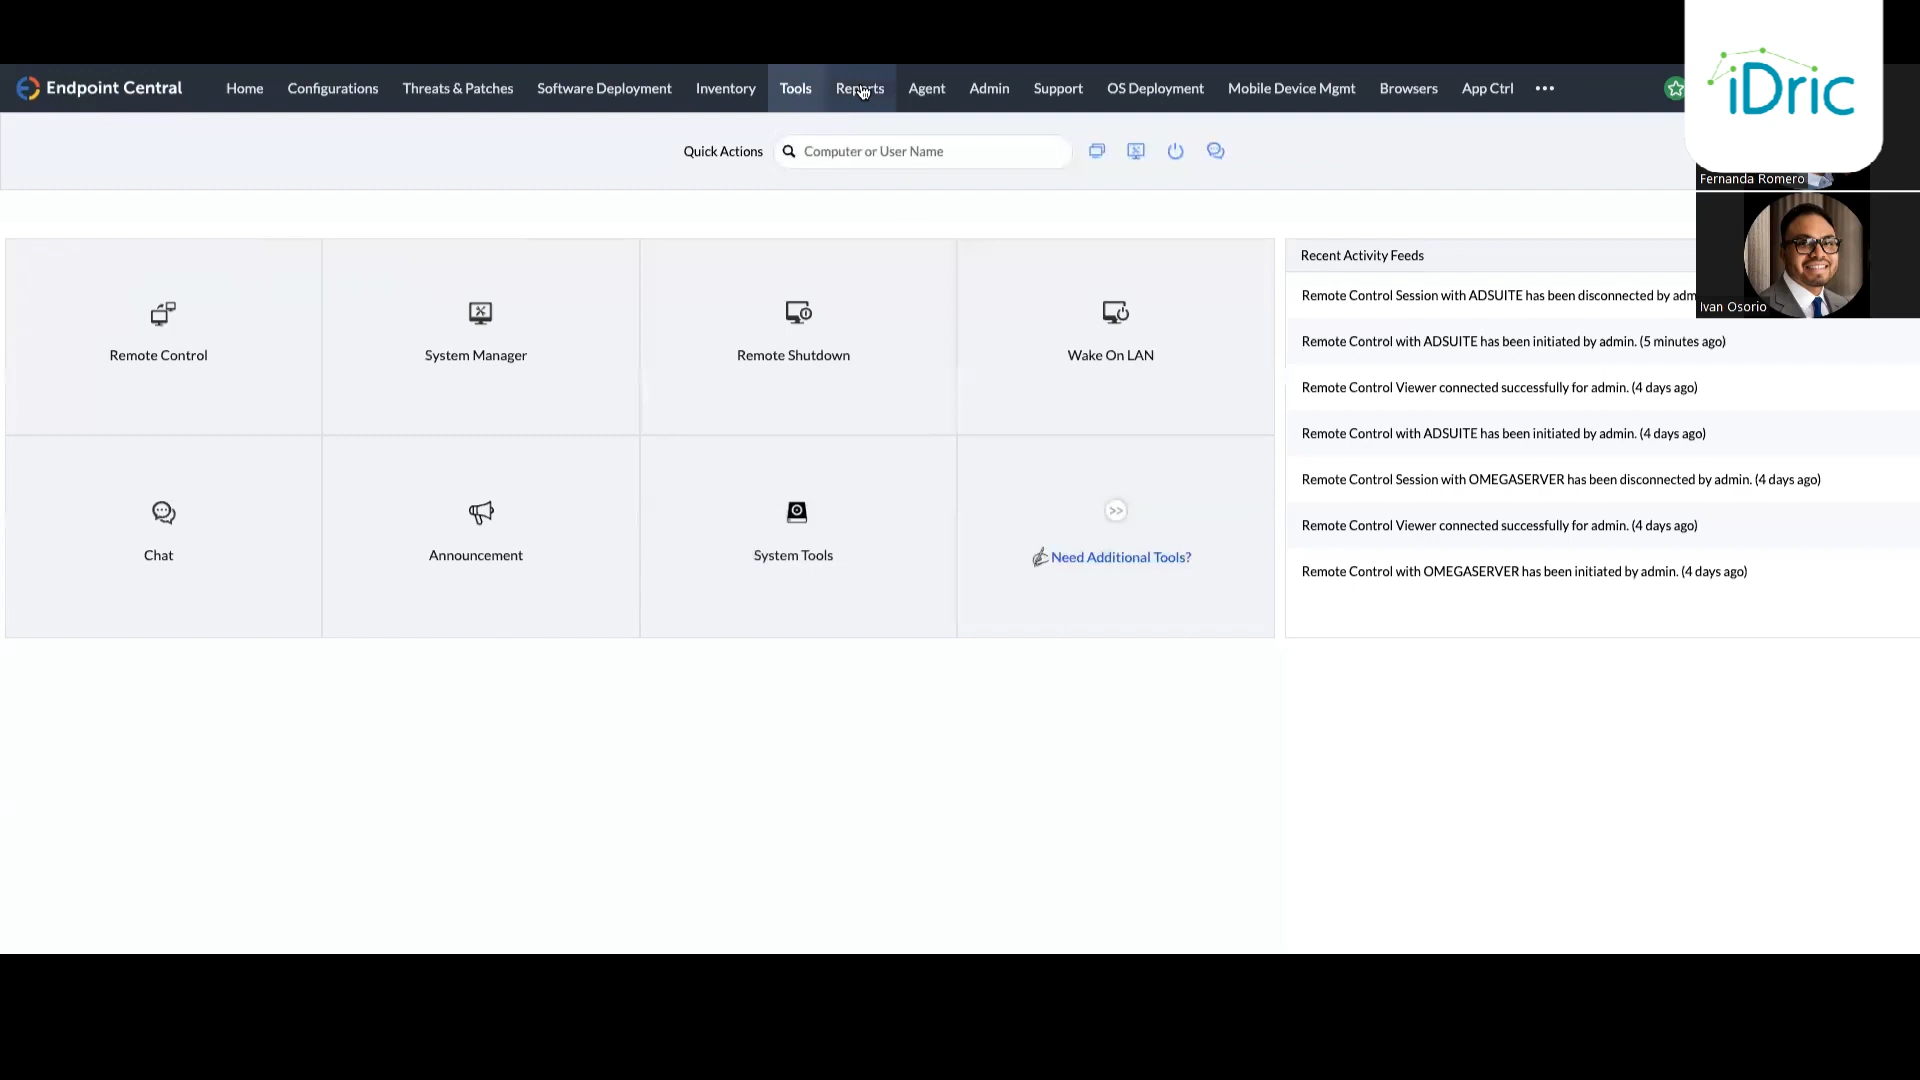 Endpoint Central
Home Configurations Threats & Patches Software Deployment Inventory Tools Reports Agent Admin Support OS Deployment Mobile Device Mgmt Browsers App Ctrl
iDric
Quick Actions
Computer or User Name
Fernanda Romero
Ivan Osorio
Remote Control
System Manager
Remote Shutdown
Wake On LAN
Chat
Announcement
System Tools
Need Additional Tools?
Recent Activity Feeds
Remote Control Session with ADSUITE has been disconnected by adm
Remote Control with ADSUITE has been initiated by admin. (5 minutes ago)
Remote Control Viewer connected successfully for admin. (4 days ago)
Remote Control with ADSUITE has been initiated by admin. (4 days ago)
Remote Control Session with OMEGASERVER has been disconnected by admin. (4 days ago)
Remote Control Viewer connected successfully for admin. (4 days ago)
Remote Control with OMEGASERVER has been initiated by admin. (4 days ago)